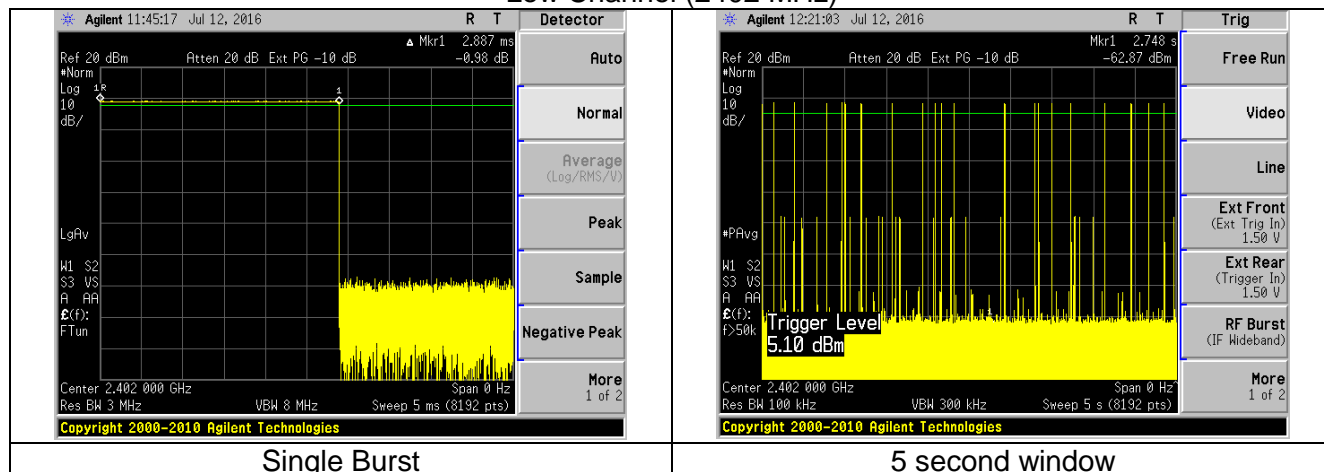 Low Channel (2402 MHz)
Agilent 11:45:17 Jul 12, 2016 R T Detector
Δ Mkr1 2.887 ms
Ref 20 dBm Atten 20 dB Ext PG -10 dB -0.98 dB
#Norm
Log
10
dB/
1R
1
LgAv
W1 S2
S3 VS
A AA
£(f):
FTun
Center 2.402 000 GHz Span 0 Hz
Res BW 3 MHz VBW 8 MHz Sweep 5 ms (8192 pts)
Copyright 2000-2010 Agilent Technologies
Auto
Normal
Average
(Log/RMS/V)
Peak
Sample
Negative Peak
More
1 of 2
Single Burst
Agilent 12:21:03 Jul 12, 2016 R T Trig
Mkr1 2.748 s
Ref 20 dBm Atten 20 dB Ext PG -10 dB -62.87 dBm
#Norm
Log
10
dB/
#PAvg
W1 S2
S3 VS
A AA
£(f):
f>50k
1
Trigger Level
5.10 dBm
Center 2.402 000 GHz Span 0 Hz^
Res BW 100 kHz VBW 300 kHz Sweep 5 s (8192 pts)
Copyright 2000-2010 Agilent Technologies
Free Run
Video
Line
Ext Front
(Ext Trig In)
1.50 V
Ext Rear
(Trigger In)
1.50 V
RF Burst
(IF Wideband)
More
1 of 2
5 second window